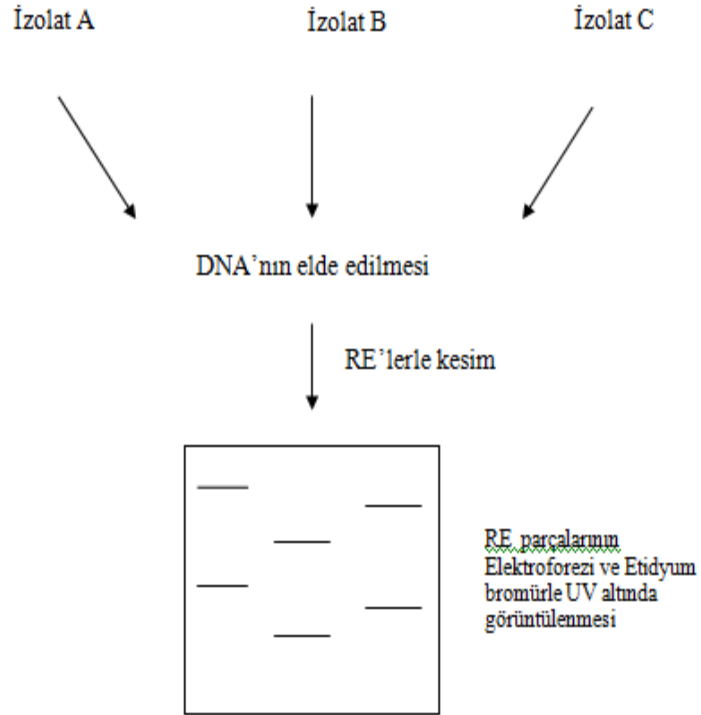 İzolat A
İzolat B
İzolat C
DNA'nın elde edilmesi
RE'lerle kesim
RE parçalarının
Elektroforezi ve Etidyum
bromürle UV altında
görüntülenmesi